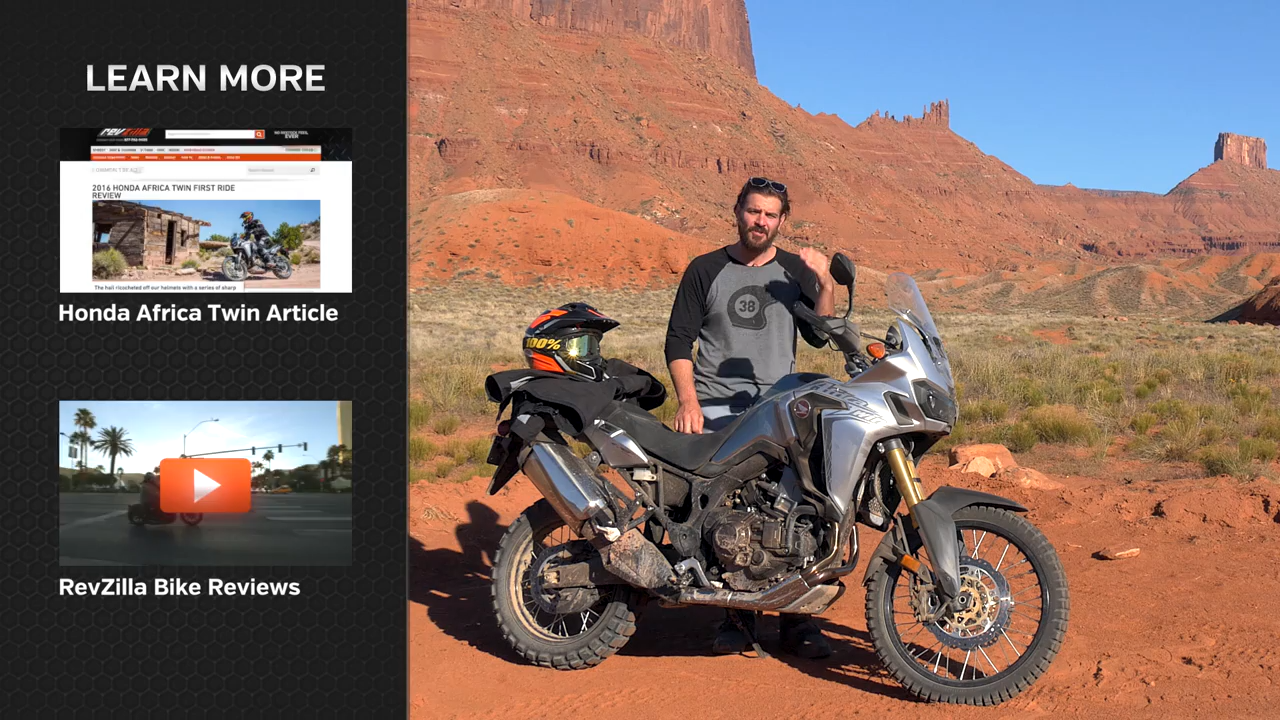 LEARN MORE
revzilla
2016 HONDA AFRICA TWIN FIRST RIDE
REVIEW
The hail ricocheted off our helmets with a series of sharp
Honda Africa Twin Article
RevZilla Bike Reviews
38
100%